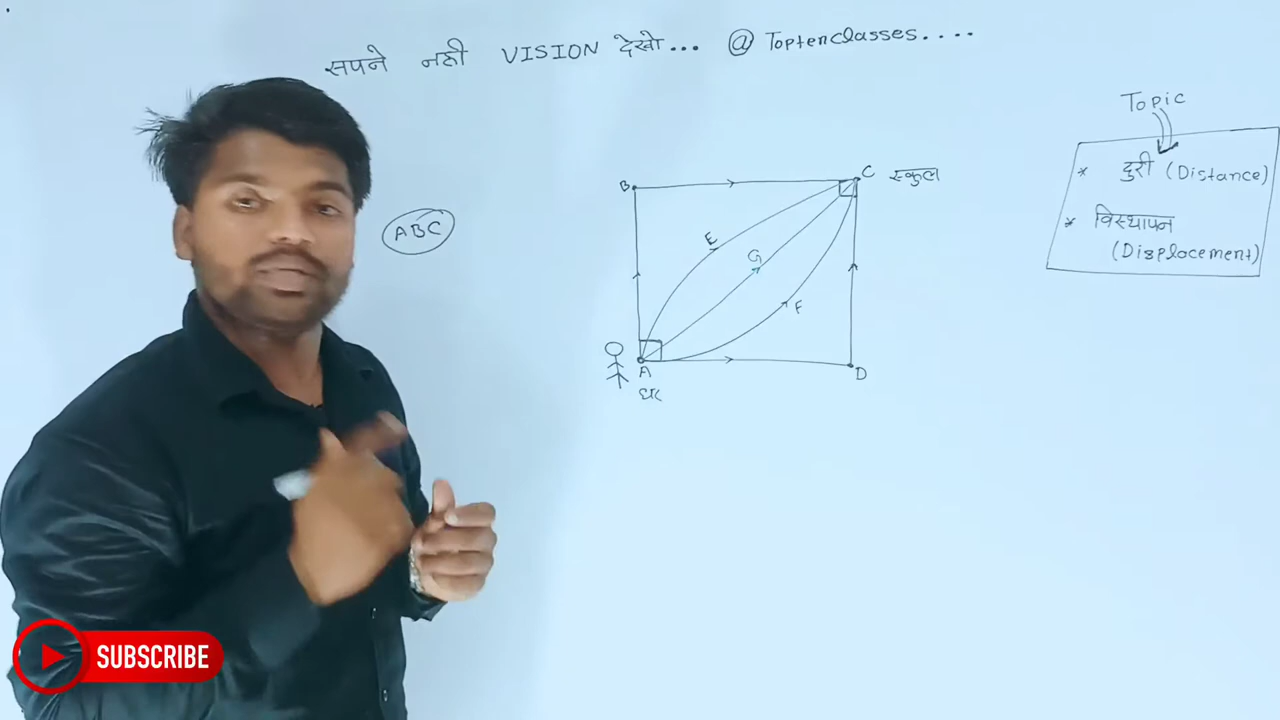 सपने नही VISION देखो... @ Toptenclasses....
Topic
* दुरी (Distance)
* विस्थापन
(Displacement)
ABC
B
C स्कुल
E
G
F
A
D
घर
SUBSCRIBE